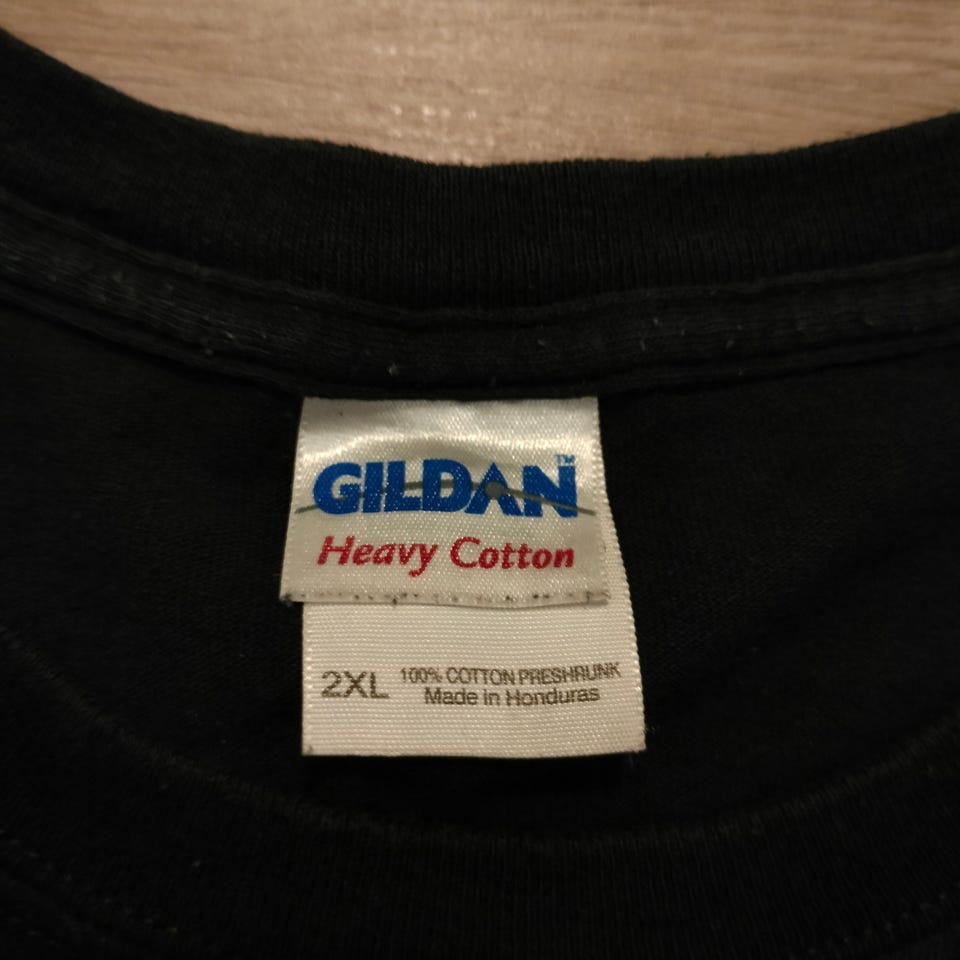 GILDAN™
Heavy Cotton
2XL 100% COTTON PRESHRUNK
Made in Honduras